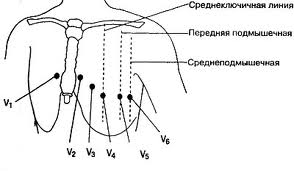 Среднеключичная линия
Передняя подмышечная
Среднеподмышечная
V1
V2
V3
V4
V5
V6